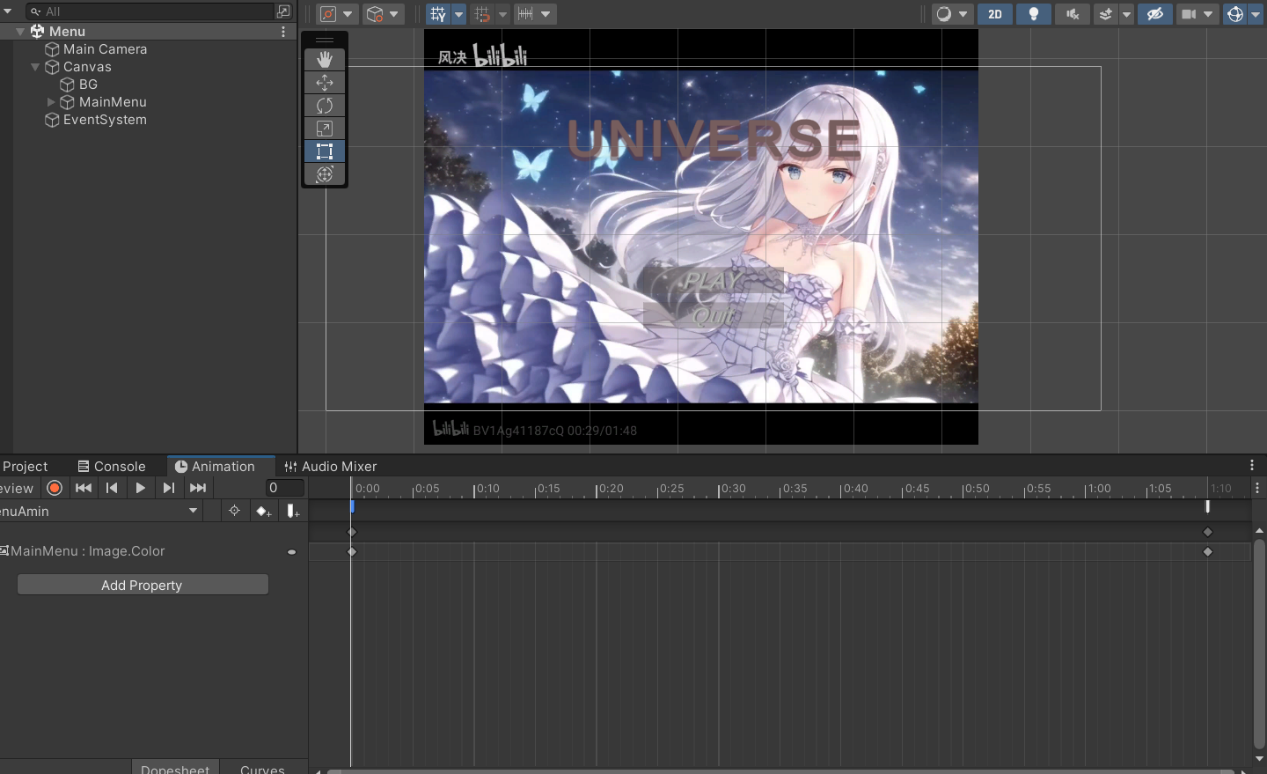 All
Menu
Main Camera
Canvas
BG
MainMenu
EventSystem
2D
风决 bilibili
UNIVERSE
PLAY
Quit
bilibili BV1Ag41187cQ 00:29/01:48
Project Console Animation Audio Mixer
eview 0 0:00 0:05 0:10 0:15 0:20 0:25 0:30 0:35 0:40 0:45 0:50 0:55 1:00 1:05 1:10
enuAmin
MainMenu : Image.Color
Add Property
Dopesheet Curves